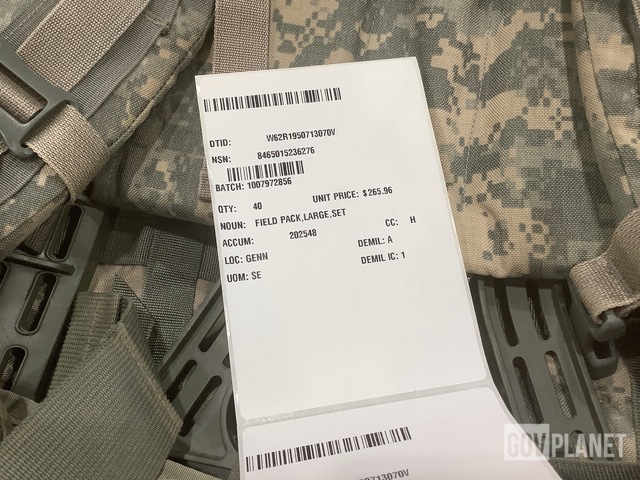 DTID: W62R1950713070V
NSN: 8465015236276
BATCH: 1007972856
QTY: 40 UNIT PRICE: $265.96
NOUN: FIELD PACK,LARGE,SET
ACCUM: 202548 CC: H
LOC: GENN DEMIL: A
UOM: SE DEMIL IC: 1
0713070V
GOVPLANET